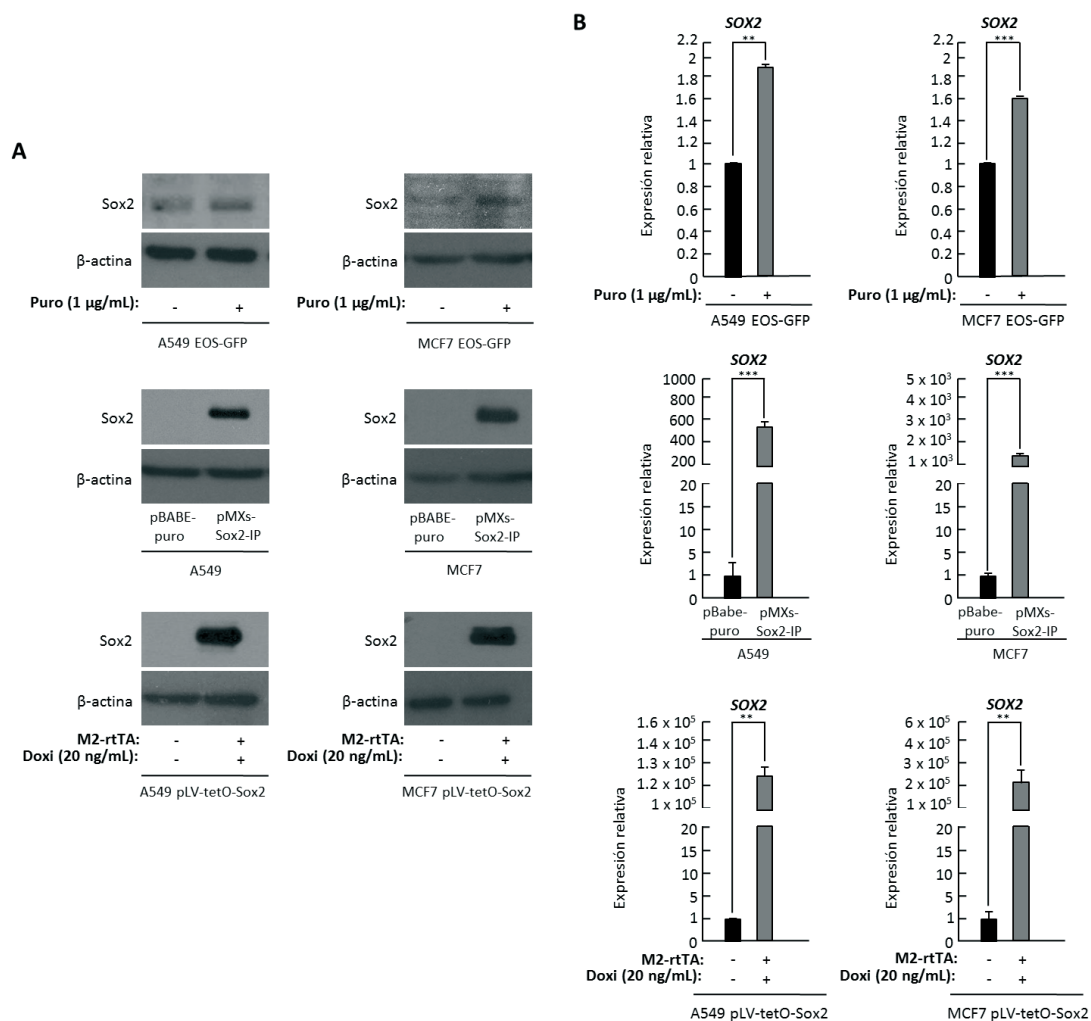 A
Sox2
β-actina
Puro (1 µg/mL): - +
A549 EOS-GFP
Sox2
β-actina
Puro (1 µg/mL): - +
MCF7 EOS-GFP
Sox2
β-actina
pBABE- pMXs-
puro Sox2-IP
A549
Sox2
β-actina
pBABE- pMXs-
puro Sox2-IP
MCF7
Sox2
β-actina
M2-rtTA: - +
Doxi (20 ng/mL): - +
A549 pLV-tetO-Sox2
Sox2
β-actina
M2-rtTA: - +
Doxi (20 ng/mL): - +
MCF7 pLV-tetO-Sox2
B
SOX2
**
Expresión relativa
2.2
2
1.8
1.6
1.4
1.2
1
0.8
0.6
0.4
0.2
0
Puro (1 µg/mL): - +
A549 EOS-GFP
SOX2
***
Expresión relativa
2.2
2
1.8
1.6
1.4
1.2
1
0.8
0.6
0.4
0.2
0
Puro (1 µg/mL): - +
MCF7 EOS-GFP
SOX2
***
Expresión relativa
1000
800
600
400
200
20
15
10
5
1
0
pBabe- pMXs-
puro Sox2-IP
A549
SOX2
***
Expresión relativa
5 x 10³
4 x 10³
3 x 10³
2 x 10³
1 x 10³
20
15
10
5
1
0
pBabe- pMXs-
puro Sox2-IP
MCF7
SOX2
**
Expresión relativa
1.6 x 10⁵
1.4 x 10⁵
1.3 x 10⁵
1.2 x 10⁵
1 x 10⁵
20
15
10
5
1
0
M2-rtTA: - +
Doxi (20 ng/mL): - +
A549 pLV-tetO-Sox2
SOX2
**
Expresión relativa
6 x 10⁵
5 x 10⁵
4 x 10⁵
3 x 10⁵
2 x 10⁵
1 x 10⁵
20
15
10
5
1
0
M2-rtTA: - +
Doxi (20 ng/mL): - +
MCF7 pLV-tetO-Sox2